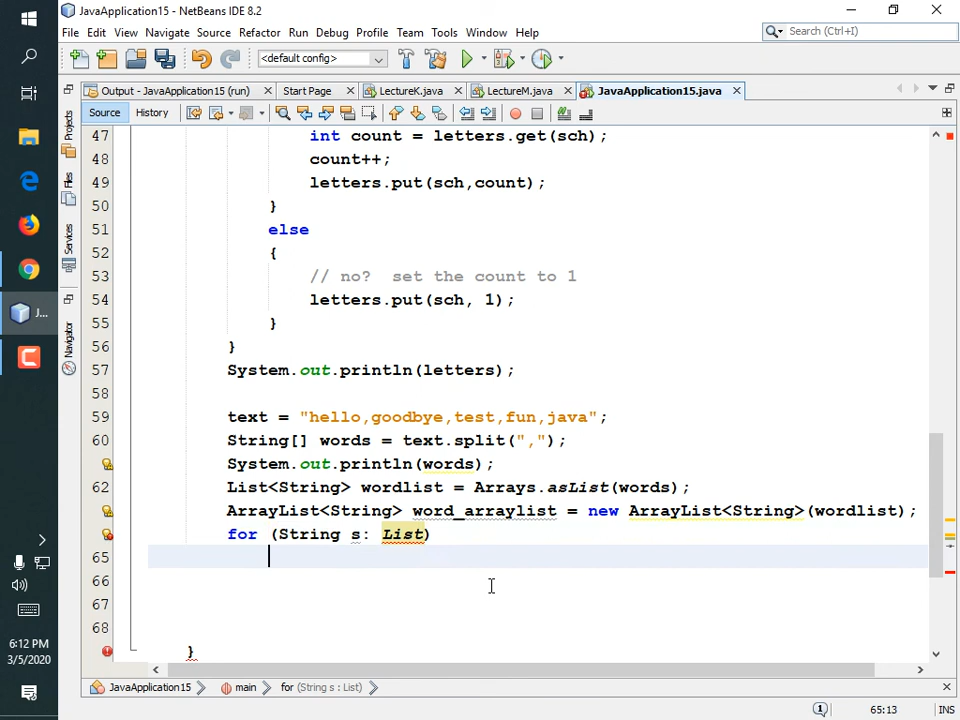 JavaApplication15 - NetBeans IDE 8.2
File Edit View Navigate Source Refactor Run Debug Profile Team Tools Window Help
Search (Ctrl+I)
<default config>
Output - JavaApplication15 (run)
Start Page
LectureK.java
LectureM.java
JavaApplication15.java
Source
History
Projects
Files
Services
Navigator
47 int count = letters.get(sch);
48 count++;
49 letters.put(sch,count);
50 }
51 else
52 {
53 // no?  set the count to 1
54 letters.put(sch, 1);
55 }
56 }
57 System.out.println(letters);
58
59 text = "hello,goodbye,test,fun,java";
60 String[] words = text.split(",");
System.out.println(words);
62 List<String> wordlist = Arrays.asList(words);
ArrayList<String> word_arraylist = new ArrayList<String>(wordlist);
for (String s: List)
65
66
67
68
}
J...
6:12 PM
3/5/2020
JavaApplication15
main
for (String s : List)
1
65:13
INS